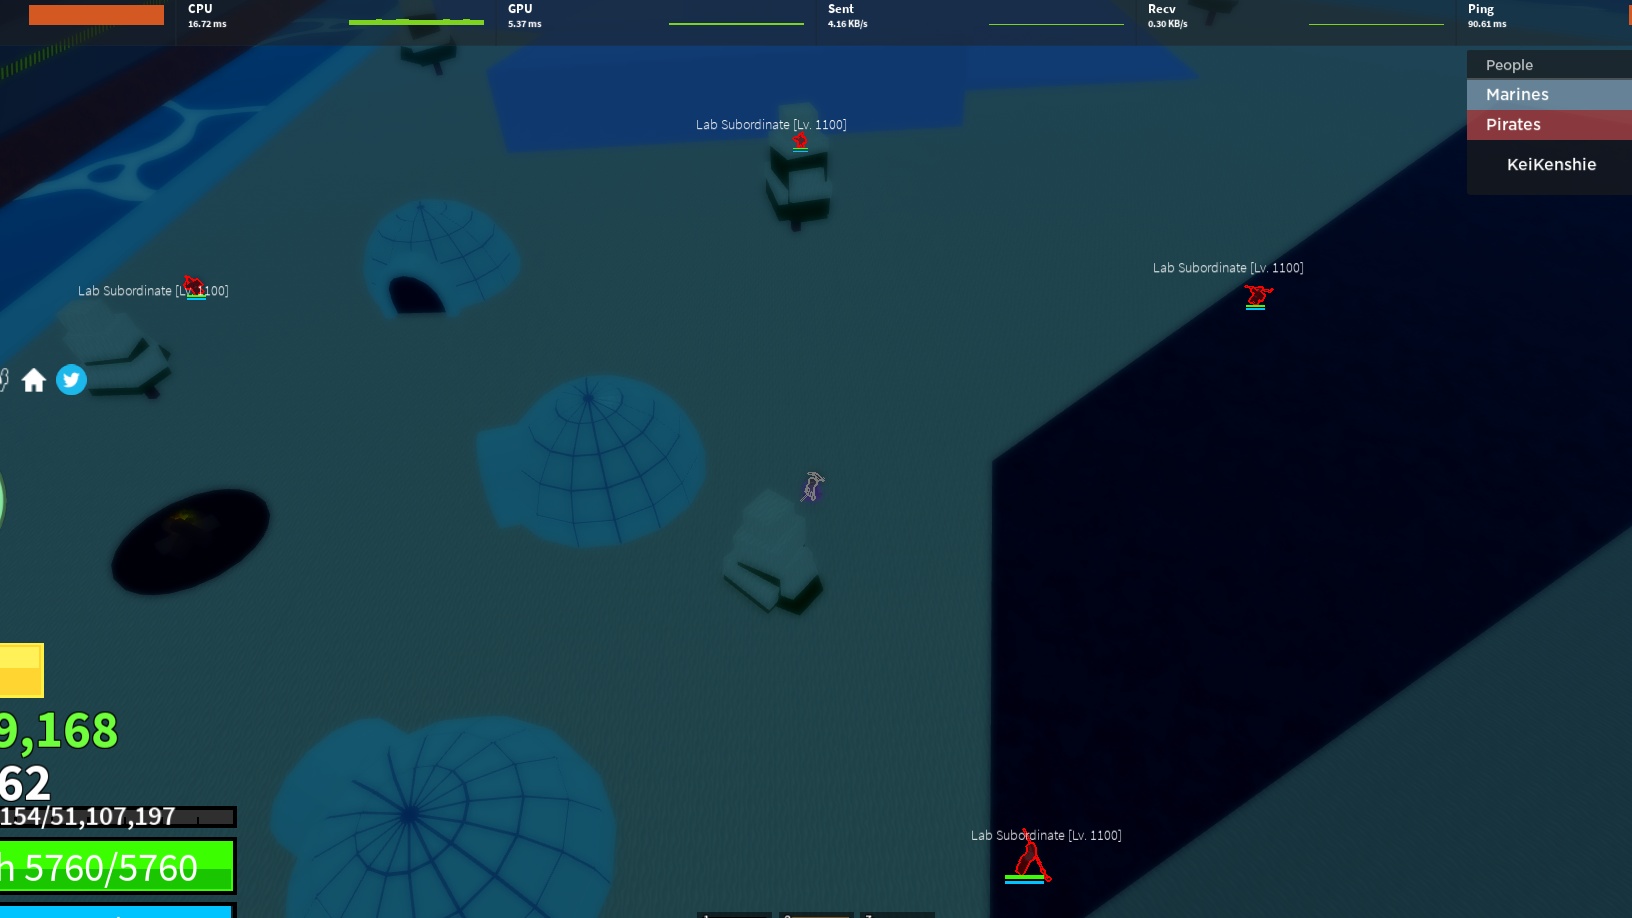 CPU
16.72 ms
GPU
5.37 ms
Sent
4.16 KB/s
Recv
0.30 KB/s
Ping
90.61 ms
People
Marines
Pirates
KeiKenshie
Lab Subordinate [Lv. 1100]
Lab Subordinate [Lv. 1100]
Lab Subordinate [Lv. 1100]
9,168
62
154/51,107,197
h 5760/5760
Lab Subordinate [Lv. 1100]